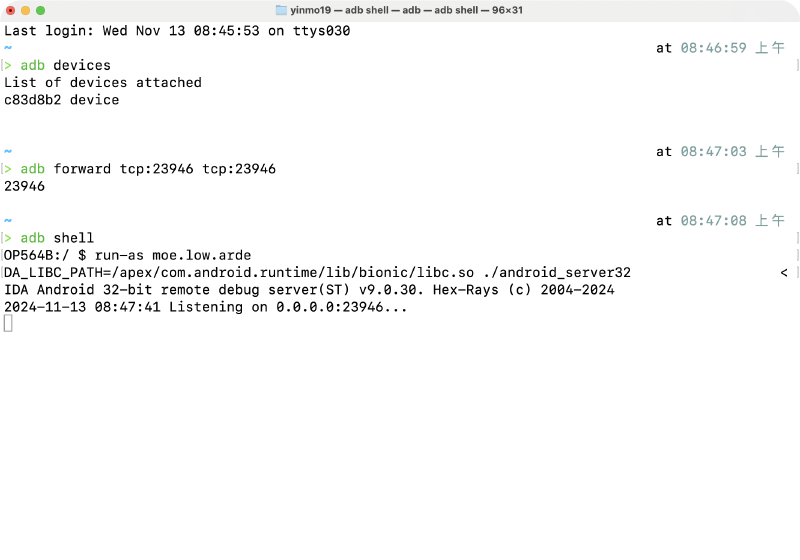 yinmo19 — adb shell — adb — adb shell — 96×31
Last login: Wed Nov 13 08:45:53 on ttys030
~ at 08:46:59 上午
> adb devices
List of devices attached
c83d8b2 device
~ at 08:47:03 上午
> adb forward tcp:23946 tcp:23946
23946
~ at 08:47:08 上午
> adb shell
OP564B:/ $ run-as moe.low.arde
DA_LIBC_PATH=/apex/com.android.runtime/lib/bionic/libc.so ./android_server32 <
IDA Android 32-bit remote debug server(ST) v9.0.30. Hex-Rays (c) 2004-2024
2024-11-13 08:47:41 Listening on 0.0.0.0:23946...